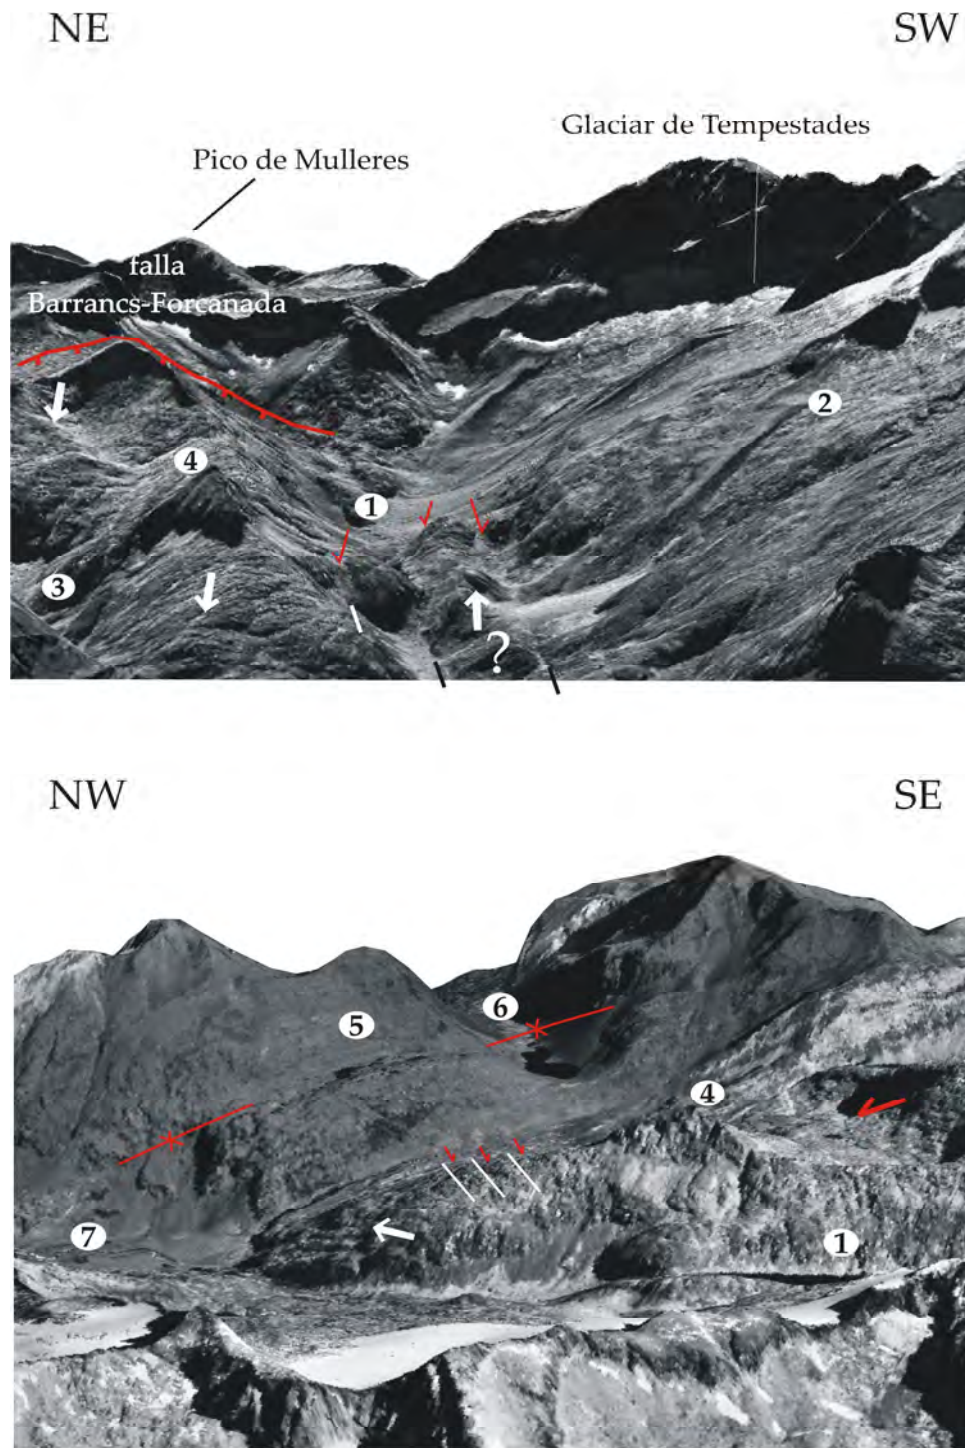 NE
SW
Glaciar de Tempestades
Pico de Mulleres
falla
Barrancs-Forcanada
2
4
1
3
?
NW
SE
6
5
4
7
1